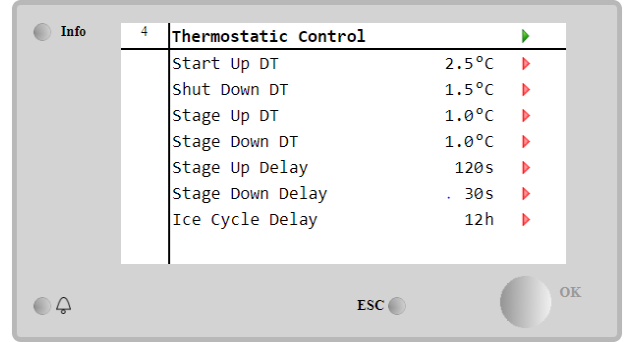 Info
4 Thermostatic Control
Start Up DT 2.5°C
Shut Down DT 1.5°C
Stage Up DT 1.0°C
Stage Down DT 1.0°C
Stage Up Delay 120s
Stage Down Delay . 30s
Ice Cycle Delay 12h
ESC
OK